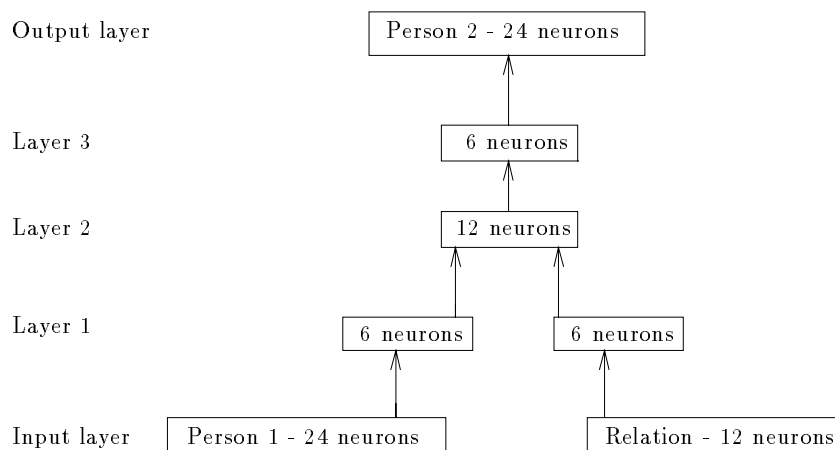 Output layer
Person 2 - 24 neurons
Layer 3
6 neurons
Layer 2
12 neurons
Layer 1
6 neurons
6 neurons
Input layer
Person 1 - 24 neurons
Relation - 12 neurons